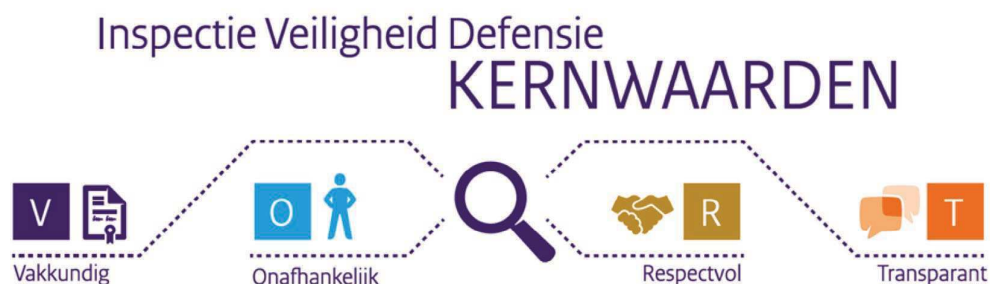 Inspectie Veiligheid Defensie
KERNWAARDEN
V
O
R
T
Vakkundig
Onafhankelijk
Respectvol
Transparant